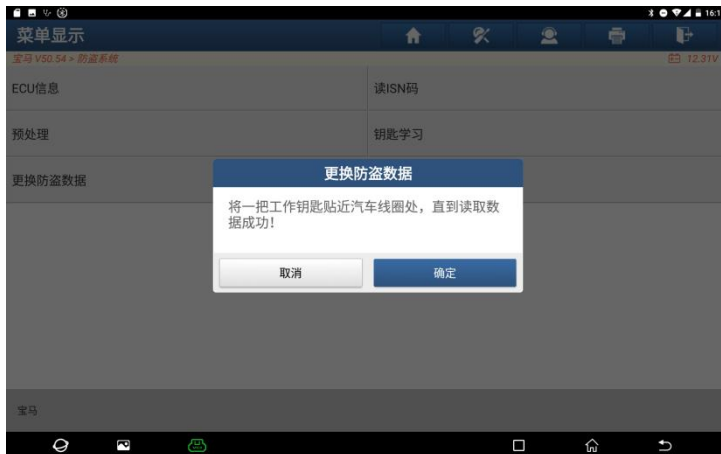 16:1
菜单显示
宝马 V50.54 > 防盗系统
12.31V
ECU信息
读ISN码
预处理
钥匙学习
更换防盗数据
更换防盗数据
将一把工作钥匙贴近汽车线圈处，直到读取数
据成功！
取消
确定
宝马